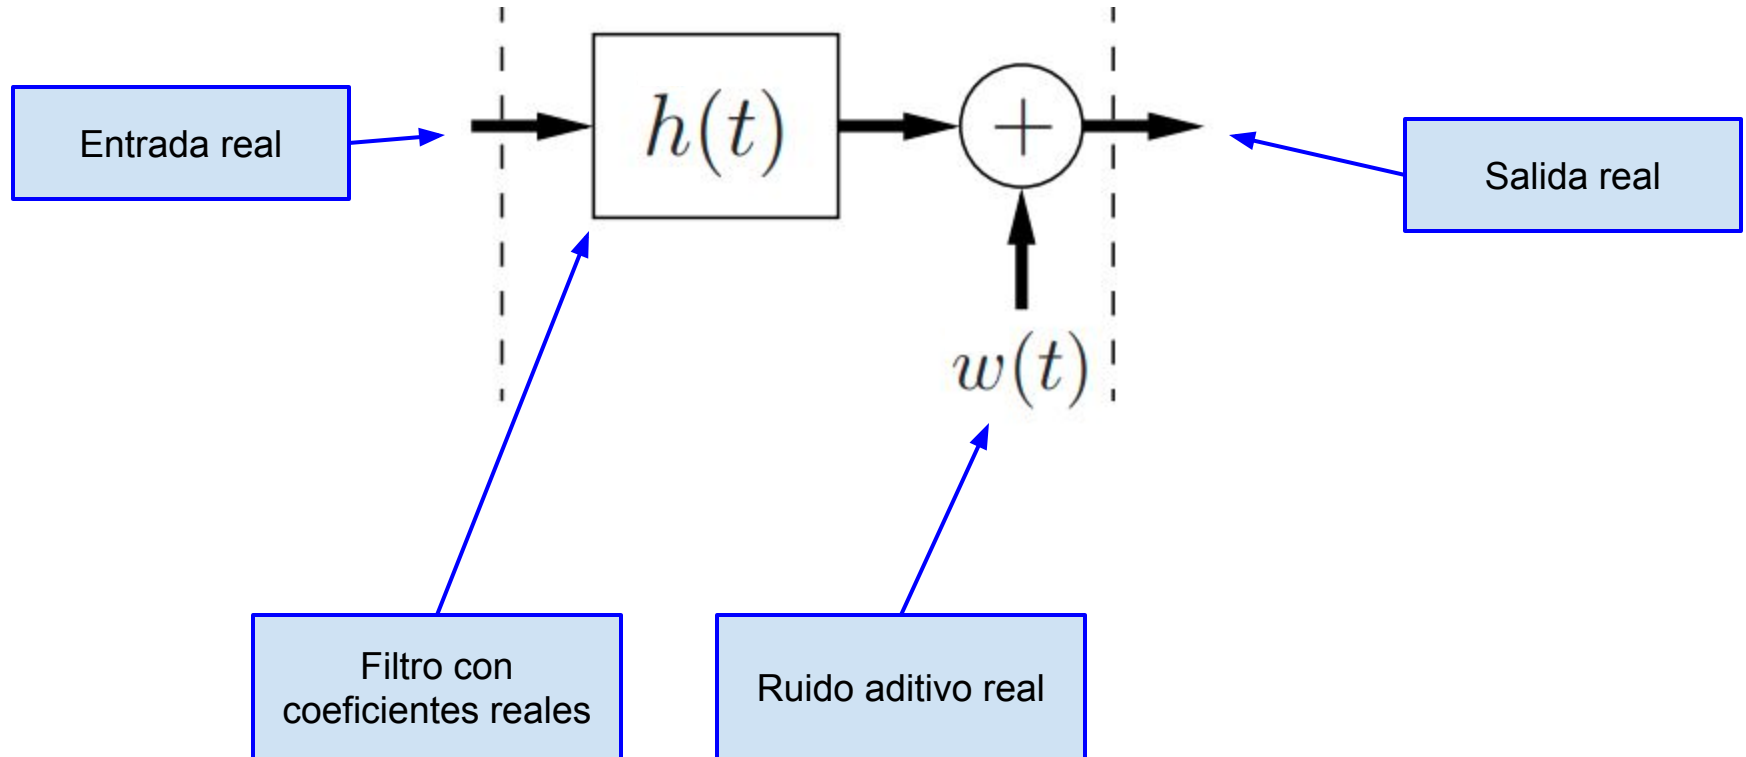 h(t)
+
Entrada real
Salida real
w(t)
Filtro con
coeficientes reales
Ruido aditivo real